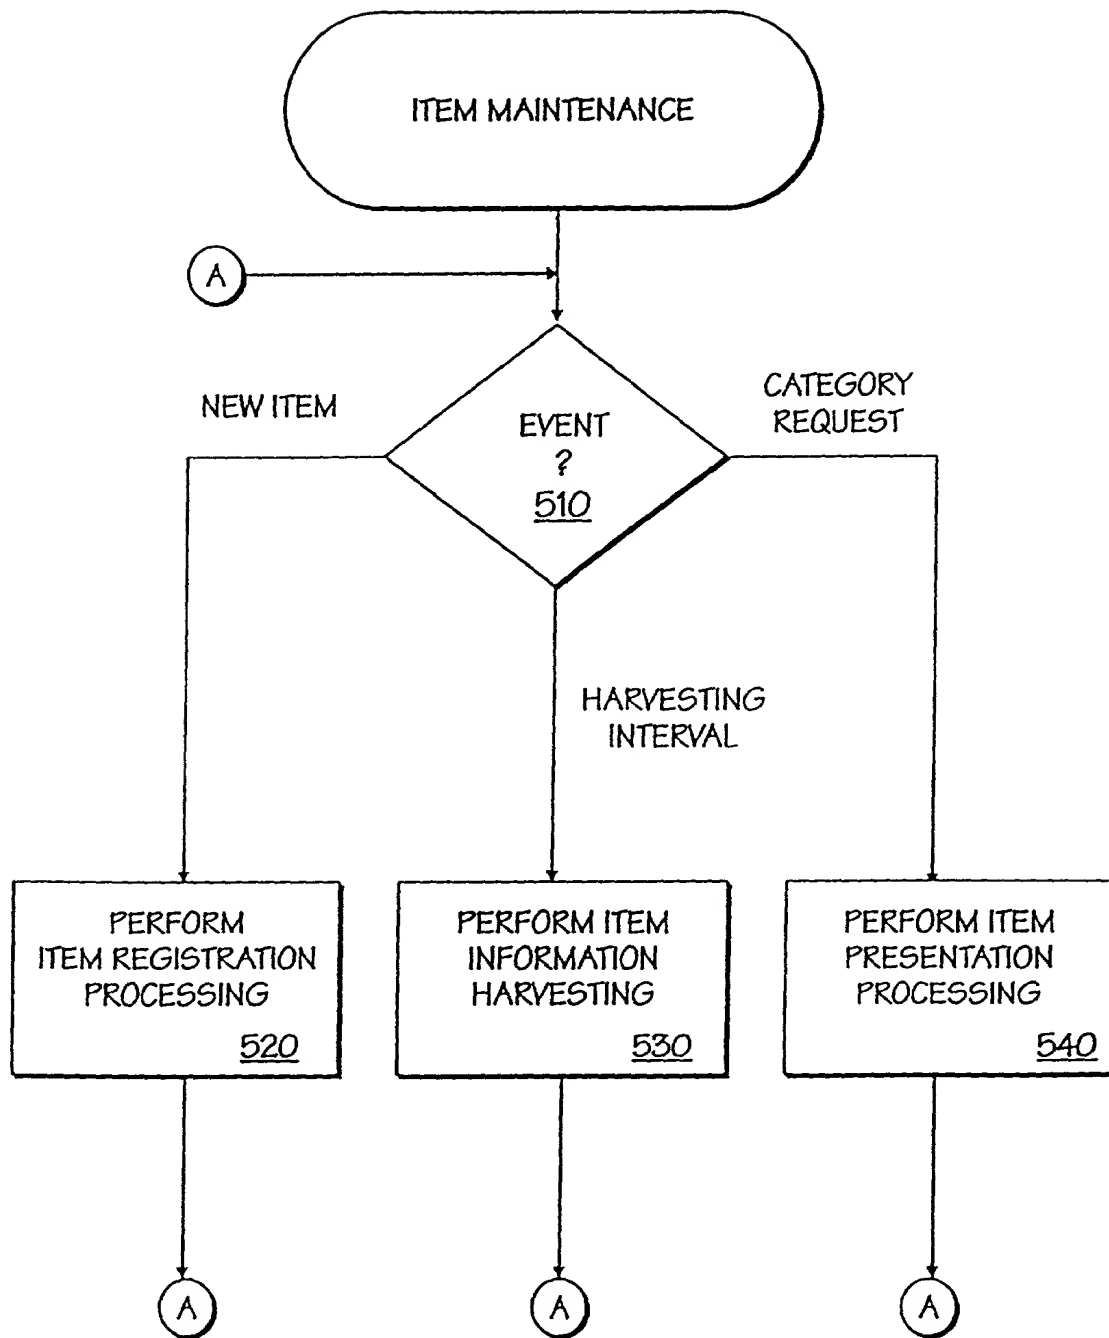 ITEM MAINTENANCE
A
NEW ITEM
EVENT
?
510
CATEGORY
REQUEST
HARVESTING
INTERVAL
PERFORM
ITEM REGISTRATION
PROCESSING
520
PERFORM ITEM
INFORMATION
HARVESTING
530
PERFORM ITEM
PRESENTATION
PROCESSING
540
A
A
A